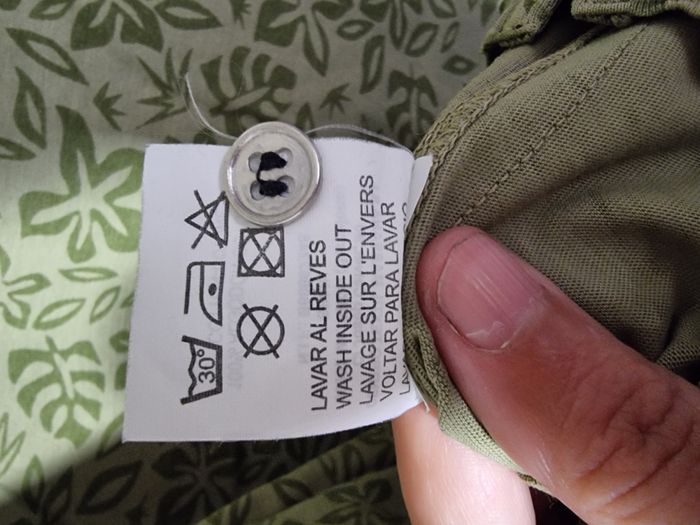 30°
LAVAR AL REVES
WASH INSIDE OUT
LAVAGE SUR L'ENVERS
VOLTAR PARA LAVAR